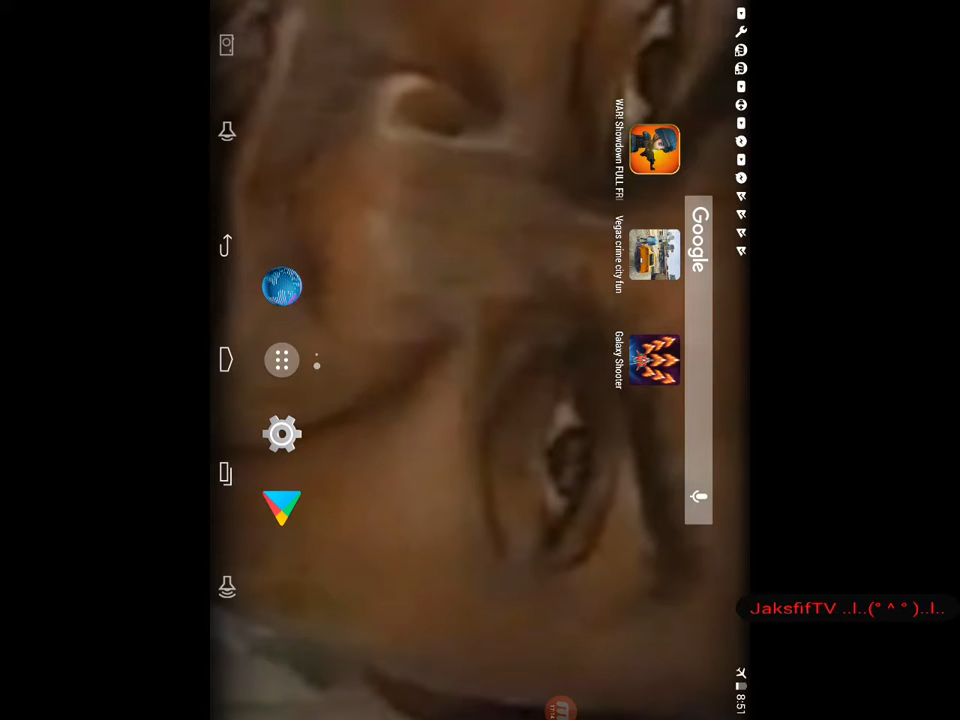 8:51
Google
WAR! Showdown FULL FR
Vegas crime city fun
Galaxy Shooter
JaksfifTV ..I..(° ^ ° )..I..